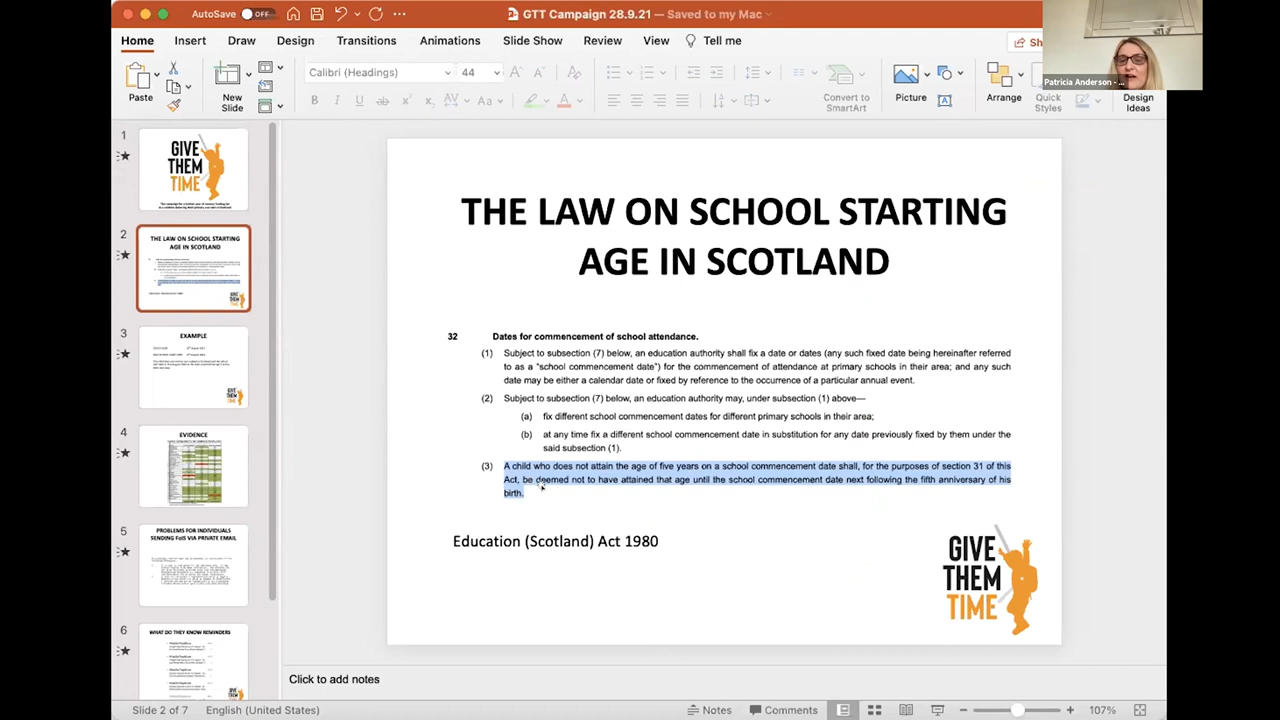 AutoSave OFF GTT Campaign 28.9.21 — Saved to my Mac
Home Insert Draw Design Transitions Animations Slide Show Review View Tell me Sh
Patricia Anderson - ...
Calibri (Headings) 44
Paste New Slide Convert to SmartArt Picture Arrange Quick Styles Design Ideas
1
GIVE
THEM
TIME
2
THE LAW ON SCHOOL STARTING
AGE IN SCOTLAND
3
EXAMPLE
4
EVIDENCE
5
PROBLEMS FOR INDIVIDUALS
SENDING FoIS VIA PRIVATE EMAIL
6
WHAT DO THEY KNOW REMINDERS
GIVE
THEM
TIME
THE LAW ON SCHOOL STARTING
AGE IN SCOTLAND
32 Dates for commencement of school attendance.
(1) Subject to subsection (7) below, an education authority shall fix a date or dates (any such fixed date being hereinafter referred
to as a “school commencement date”) for the commencement of attendance at primary schools in their area; and any such
date may be either a calendar date or fixed by reference to the occurrence of a particular annual event.
(2) Subject to subsection (7) below, an education authority may, under subsection (1) above—
(a) fix different school commencement dates for different primary schools in their area;
(b) at any time fix a different school commencement date in substitution for any date previously fixed by them under the
said subsection (1).
(3) A child who does not attain the age of five years on a school commencement date shall, for the purposes of section 31 of this
Act, be deemed not to have attained that age until the school commencement date next following the fifth anniversary of his
birth.
Education (Scotland) Act 1980
GIVE
THEM
TIME
Click to add notes
Slide 2 of 7 English (United States) Notes Comments 107%